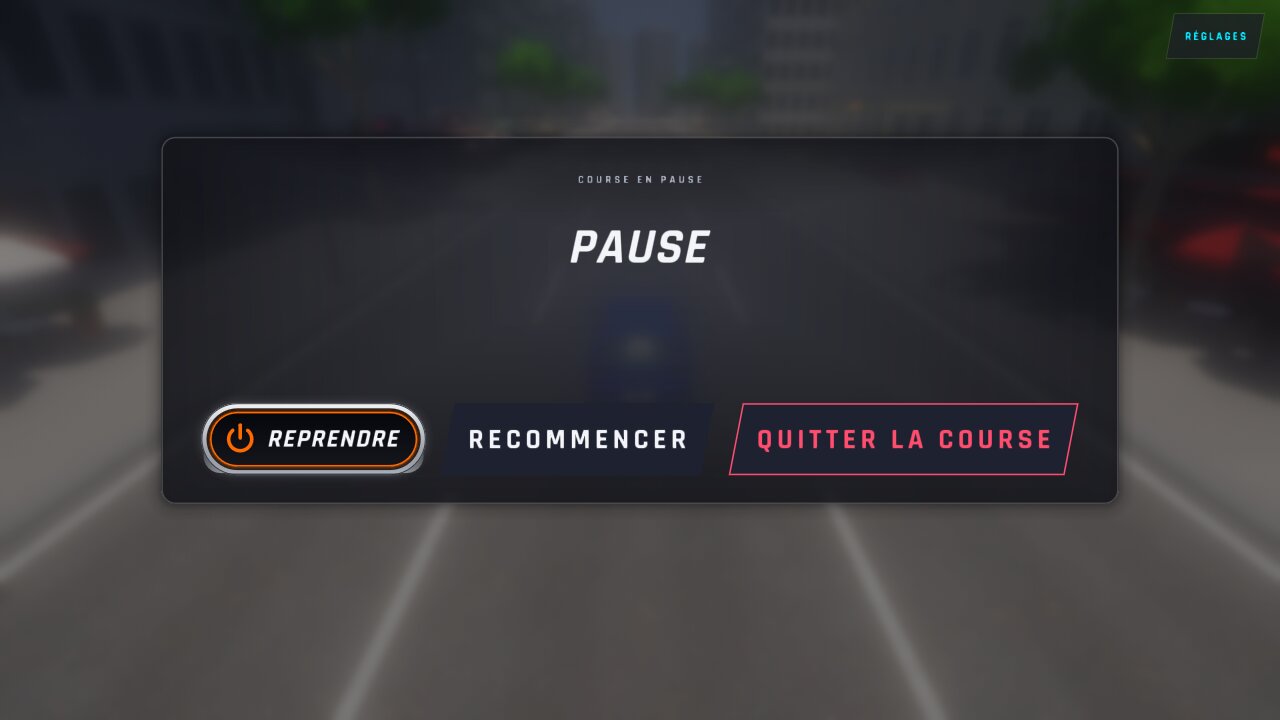 RÉGLAGES
COURSE EN PAUSE
PAUSE
REPRENDRE
RECOMMENCER
QUITTER LA COURSE